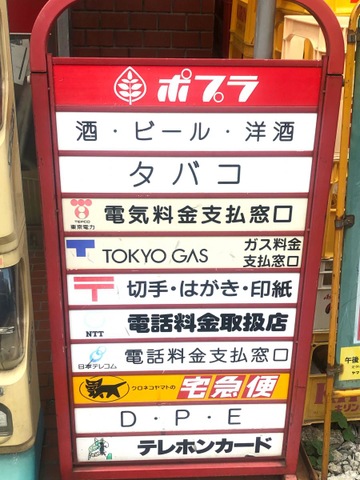 ポプラ
酒・ビール・洋酒
タバコ
TEPCO
東京電力
電気料金支払窓口
TOKYO GAS
ガス料金
支払窓口
〒 切手・はがき・印紙
NTT
電話料金取扱店
日本テレコム
電話料金支払窓口
クロネコヤマトの
宅急便
D・P・E
テレホンカード
午後